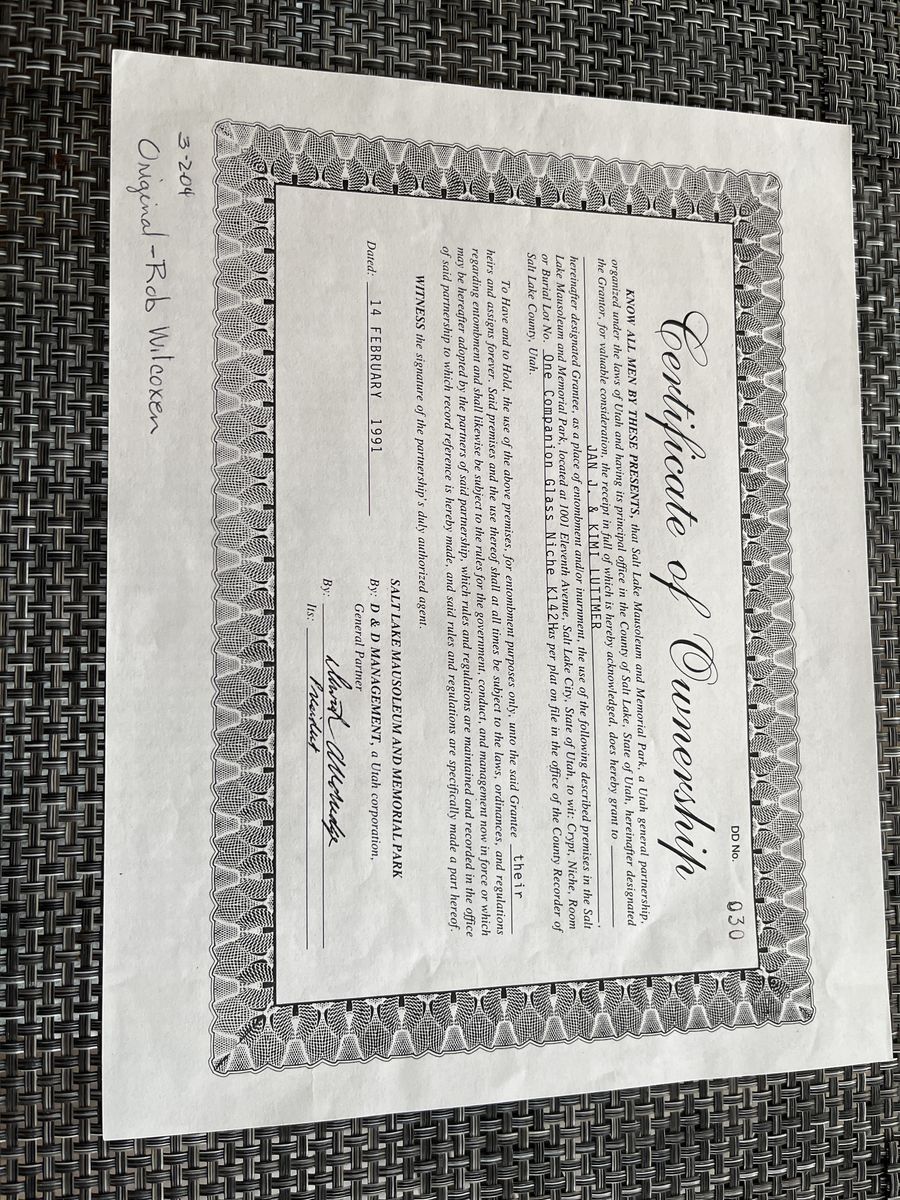 DD No. 030
Certificate of Ownership
KNOW ALL MEN BY THESE PRESENTS, that Salt Lake Mausoleum and Memorial Park, a Utah general partnership,
organized under the laws of Utah and having its principal office in the County of Salt Lake, State of Utah, hereinafter designated
the Grantor, for valuable consideration, the receipt in full of which is hereby acknowledged, does hereby grant to
JAN J. & KIMI LUTTMER
hereinafter designated Grantee, as a place of entombment and/or inurnment, the use of the following described premises in the Salt
Lake Mausoleum and Memorial Park, located at 1001 Eleventh Avenue, Salt Lake City, State of Utah, to wit: Crypt, Niche, Room
or Burial Lot No. One Companion Glass Niche K142H as per plat on file in the office of the County Recorder of
Salt Lake County, Utah.
To Have and to Hold, the use of the above premises, for entombment purposes only, unto the said Grantee their
heirs and assigns forever. Said premises and the use thereof shall at all times be subject to the laws, ordinances, and regulations
regarding entombment and shall likewise be subject to the rules for the government, conduct, and management now in force or which
may be hereafter adopted by the partners of said partnership, which rules and regulations are maintained and recorded in the office
of said partnership to which record reference is hereby made, and said rules and regulations are specifically made a part hereof.
WITNESS the signature of the partnership's duly authorized agent.
SALT LAKE MAUSOLEUM AND MEMORIAL PARK
Dated: 14 FEBRUARY 1991
By: D & D MANAGEMENT, a Utah corporation,
General Partner
By:
Its: President
3-204
Original - Rob Wilcoxen